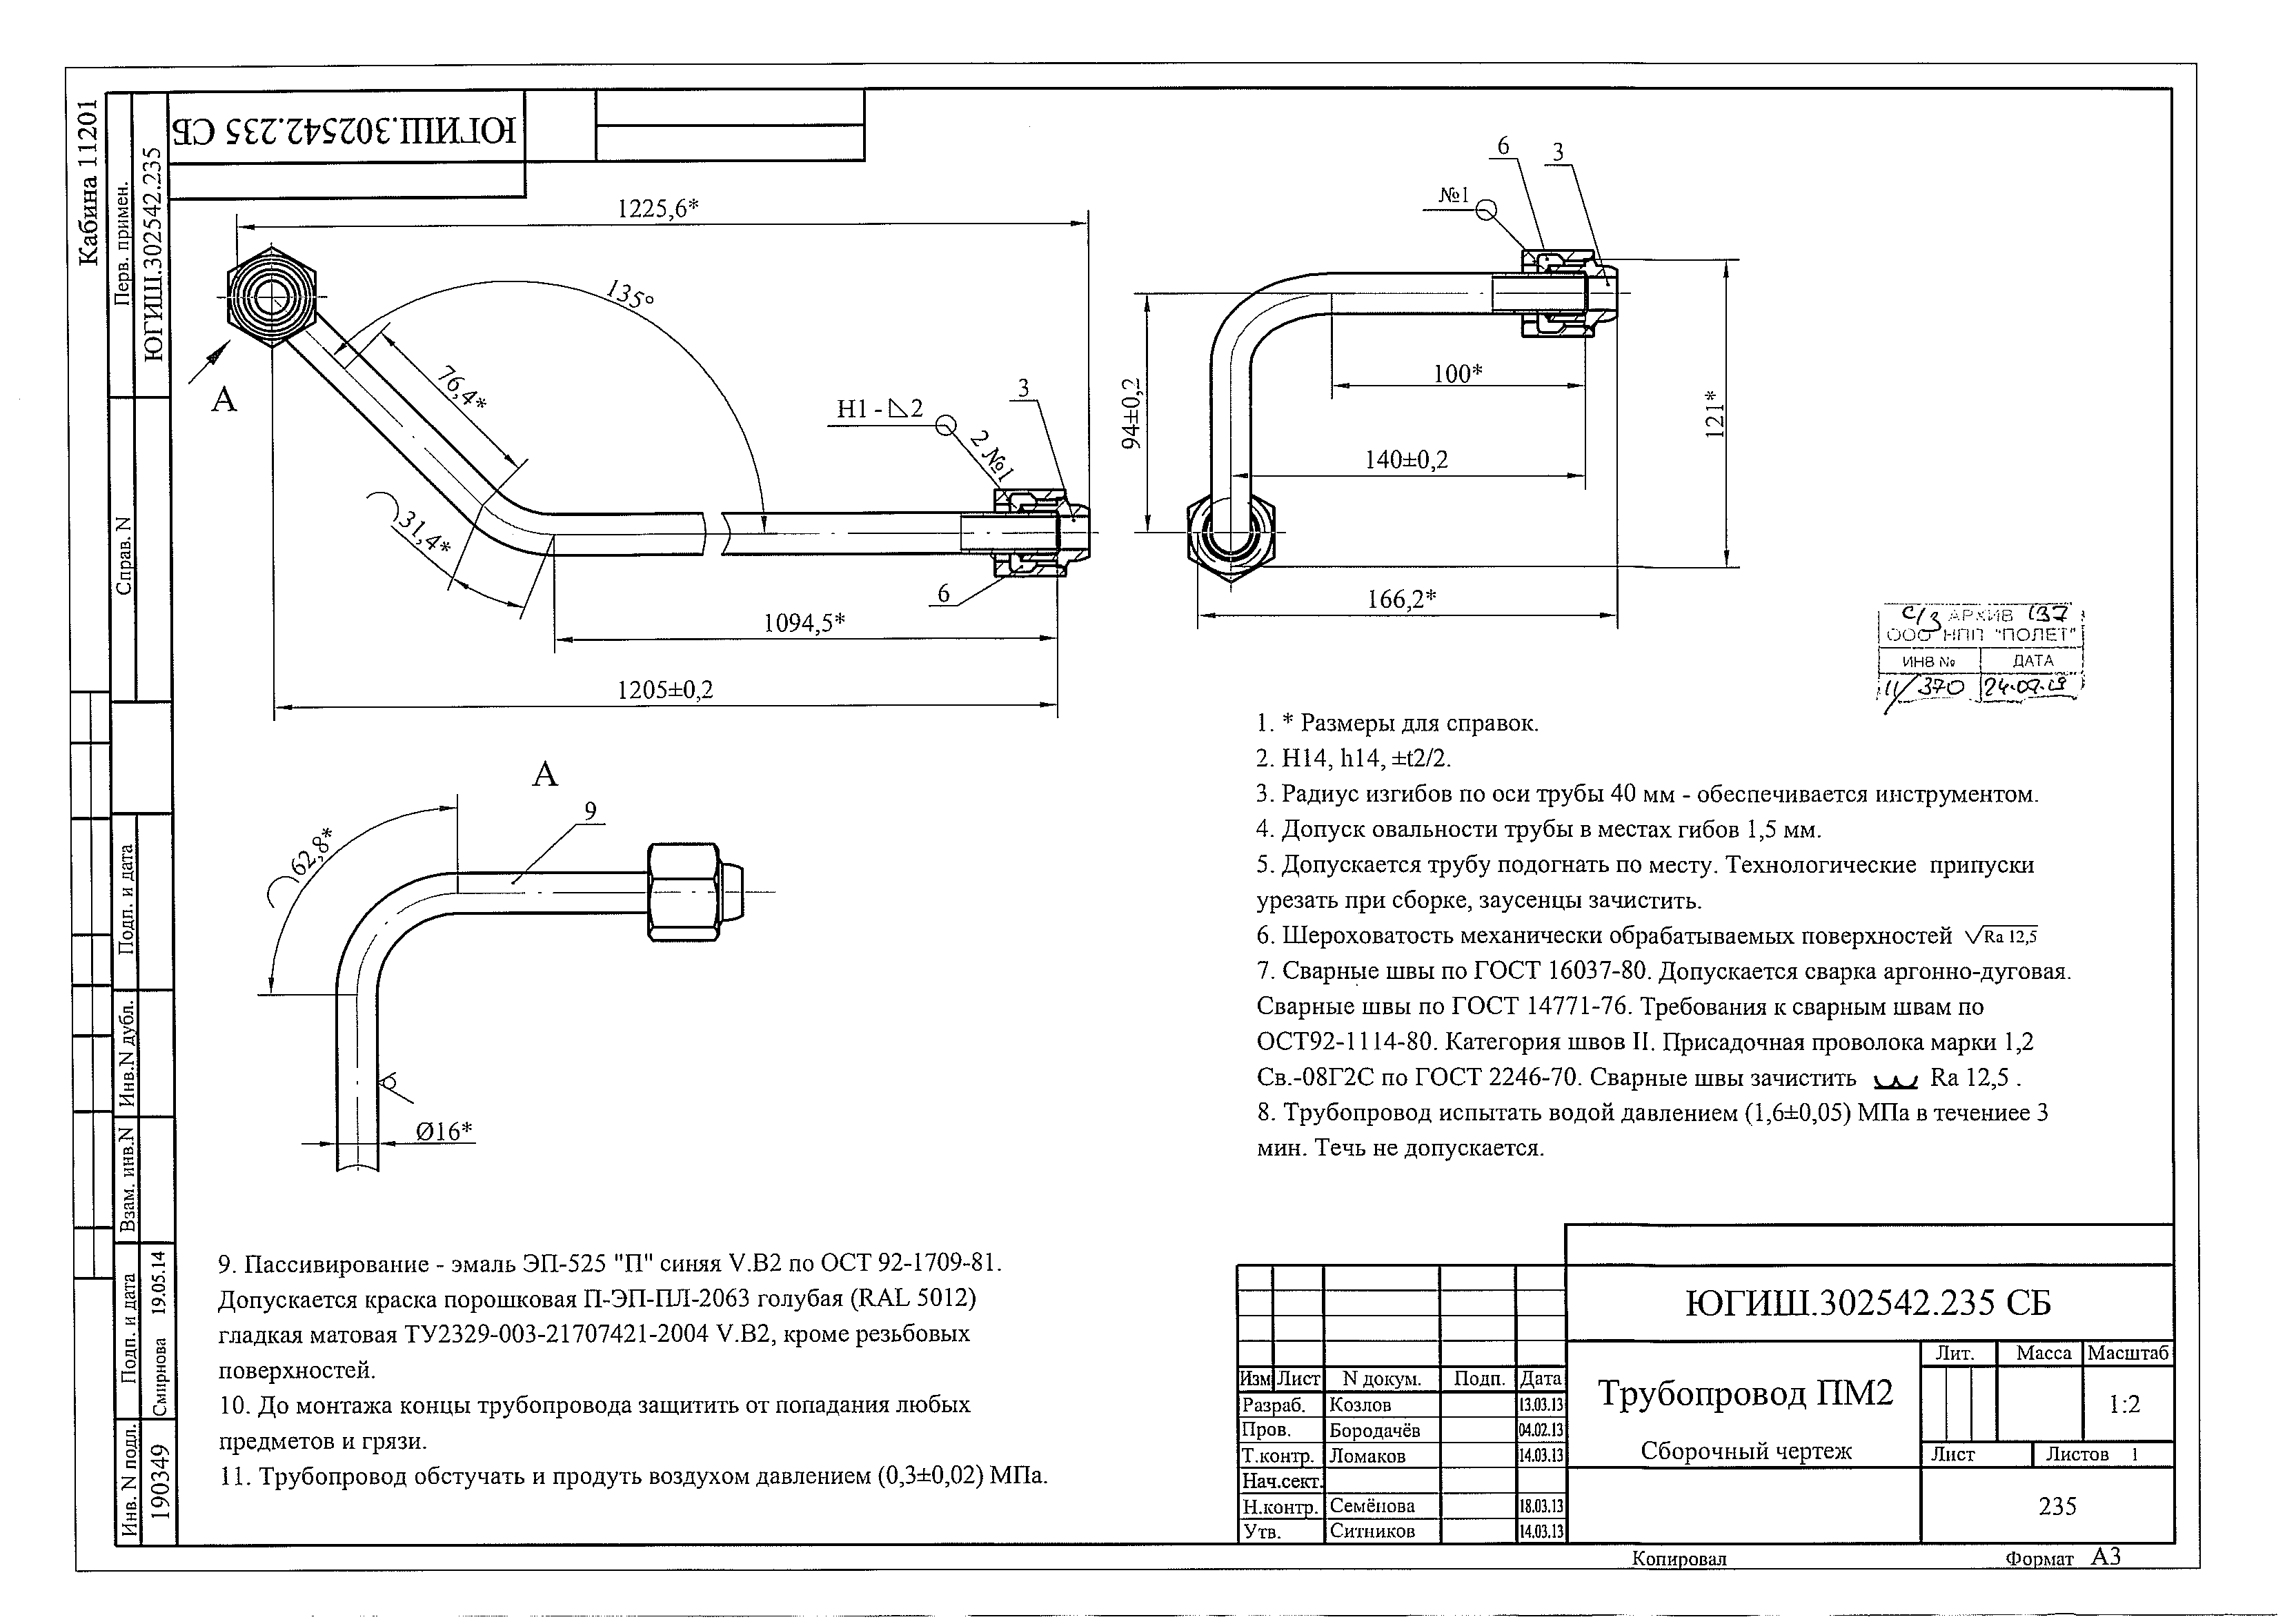 Кабина 11201
Перв. примен.
ЮГИШ.302542.235
Справ. N
Подп. и дата
Инв.N дубл.
Взам. инв.N
Подп. и дата
Смирнова 19.05.14
Инв. N подл.
190349
ЮГИШ.302542.235 СБ
1225,6*
135°
76,4*
31,4*
А
Н1 - ⊿2
2 №1
3
6
1094,5*
1205±0,2
6
3
№1
94±0,2
100*
140±0,2
121*
166,2*
А
9
62,8*
Ø16*
С/з АРХИВ 137
ООО НПП "ПОЛЕТ"
ИНВ № ДАТА
11/370
1. * Размеры для справок.
2. Н14, h14, ±t2/2.
3. Радиус изгибов по оси трубы 40 мм - обеспечивается инструментом.
4. Допуск овальности трубы в местах гибов 1,5 мм.
5. Допускается трубу подогнать по месту. Технологические припуски
урезать при сборке, заусенцы зачистить.
6. Шероховатость механически обрабатываемых поверхностей √Ra 12,5
7. Сварные швы по ГОСТ 16037-80. Допускается сварка аргонно-дуговая.
Сварные швы по ГОСТ 14771-76. Требования к сварным швам по
ОСТ92-1114-80. Категория швов II. Присадочная проволока марки 1,2
Св.-08Г2С по ГОСТ 2246-70. Сварные швы зачистить Ra 12,5 .
8. Трубопровод испытать водой давлением (1,6±0,05) МПа в течениее 3
мин. Течь не допускается.
9. Пассивирование - эмаль ЭП-525 "П" синяя V.В2 по ОСТ 92-1709-81.
Допускается краска порошковая П-ЭП-ПЛ-2063 голубая (RAL 5012)
гладкая матовая ТУ2329-003-21707421-2004 V.В2, кроме резьбовых
поверхностей.
10. До монтажа концы трубопровода защитить от попадания любых
предметов и грязи.
11. Трубопровод обстучать и продуть воздухом давлением (0,3±0,02) МПа.
ЮГИШ.302542.235 СБ
Изм Лист N докум. Подп. Дата
Разраб. Козлов 13.03.13
Пров. Бородачёв 04.02.13
Т.контр. Ломаков 14.03.13
Нач.сект.
Н.контр. Семёнова 18.03.13
Утв. Ситников 14.03.13
Трубопровод ПМ2
Сборочный чертеж
Лит. Масса Масштаб
1:2
Лист Листов 1
235
Копировал Формат А3